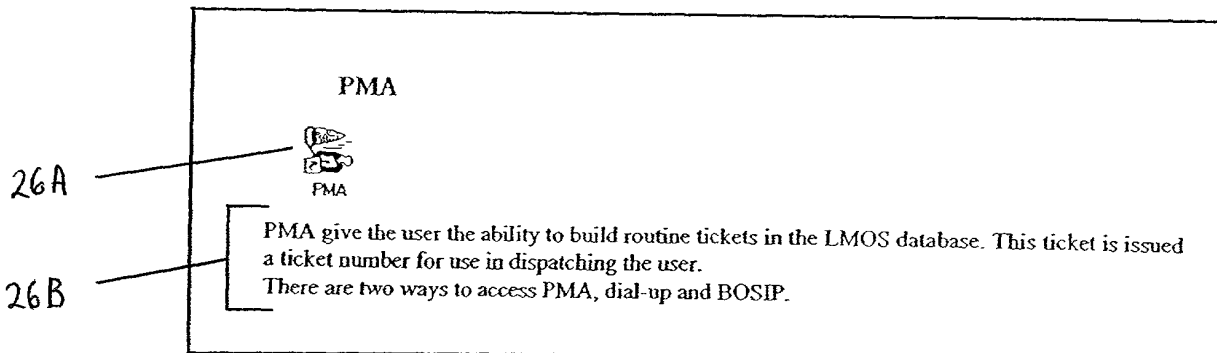 PMA
26A
PMA
26B
PMA give the user the ability to build routine tickets in the LMOS database. This ticket is issued
a ticket number for use in dispatching the user.
There are two ways to access PMA, dial-up and BOSIP.